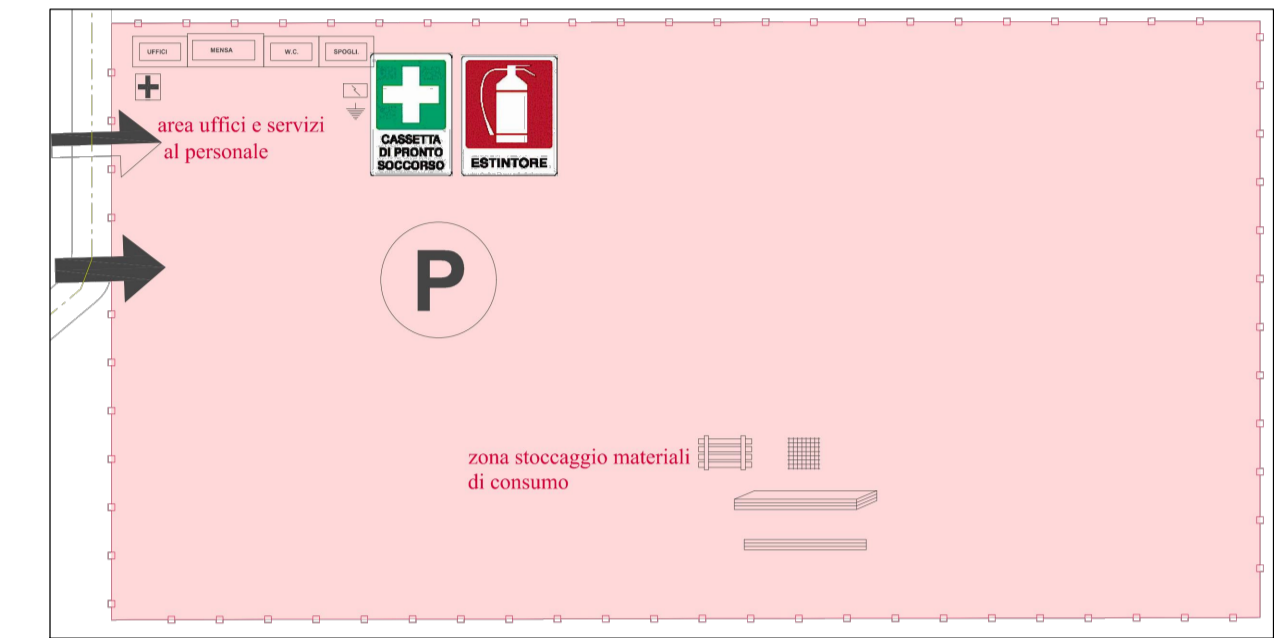 UFFICI
MENSA
W.C.
SPOGLI.
area uffici e servizi
al personale
CASSETTA
DI PRONTO
SOCCORSO
ESTINTORE
P
zona stoccaggio materiali
di consumo